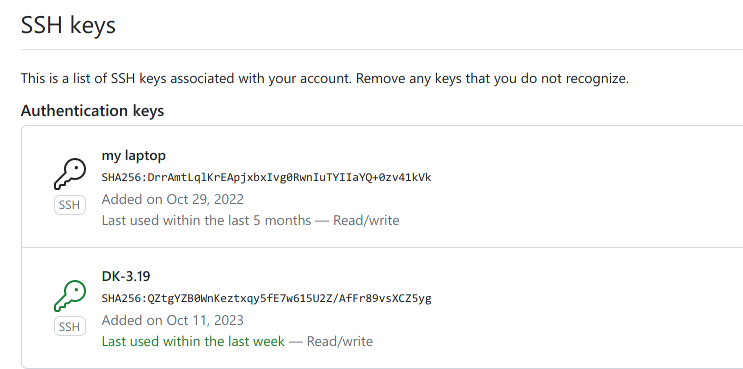 SSH keys
This is a list of SSH keys associated with your account. Remove any keys that you do not recognize.
Authentication keys
my laptop
SHA256:DrrAmtLqlKrEApjxbxIvg0RwnIuTYIIaYQ+0zv41kVk
SSH
Added on Oct 29, 2022
Last used within the last 5 months — Read/write
DK-3.19
SHA256:QZtgYZB0WnKeztxqy5fE7w615U2Z/AfFr89vsXCZ5yg
SSH
Added on Oct 11, 2023
Last used within the last week — Read/write